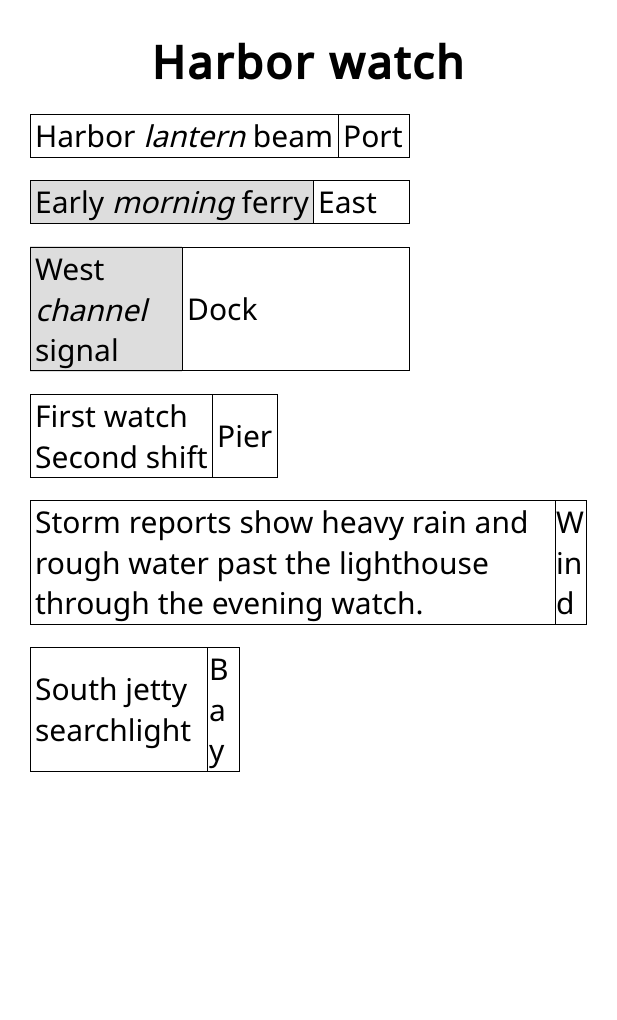 Harbor watch
Harbor lantern beam Port
Early morning ferry East
West
channel
signal
Dock
First watch
Second shift
Pier
Storm reports show heavy rain and
rough water past the lighthouse
through the evening watch.
W
in
d
South jetty
searchlight
B
a
y